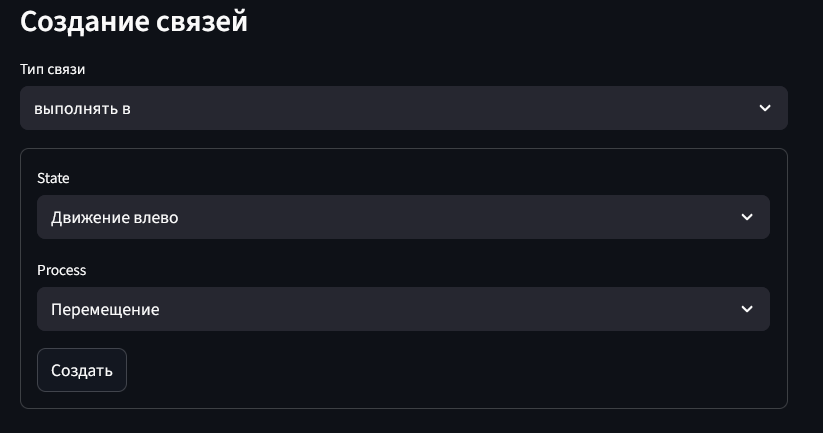 Создание связей
Тип связи
выполнять в
State
Движение влево
Process
Перемещение
Создать